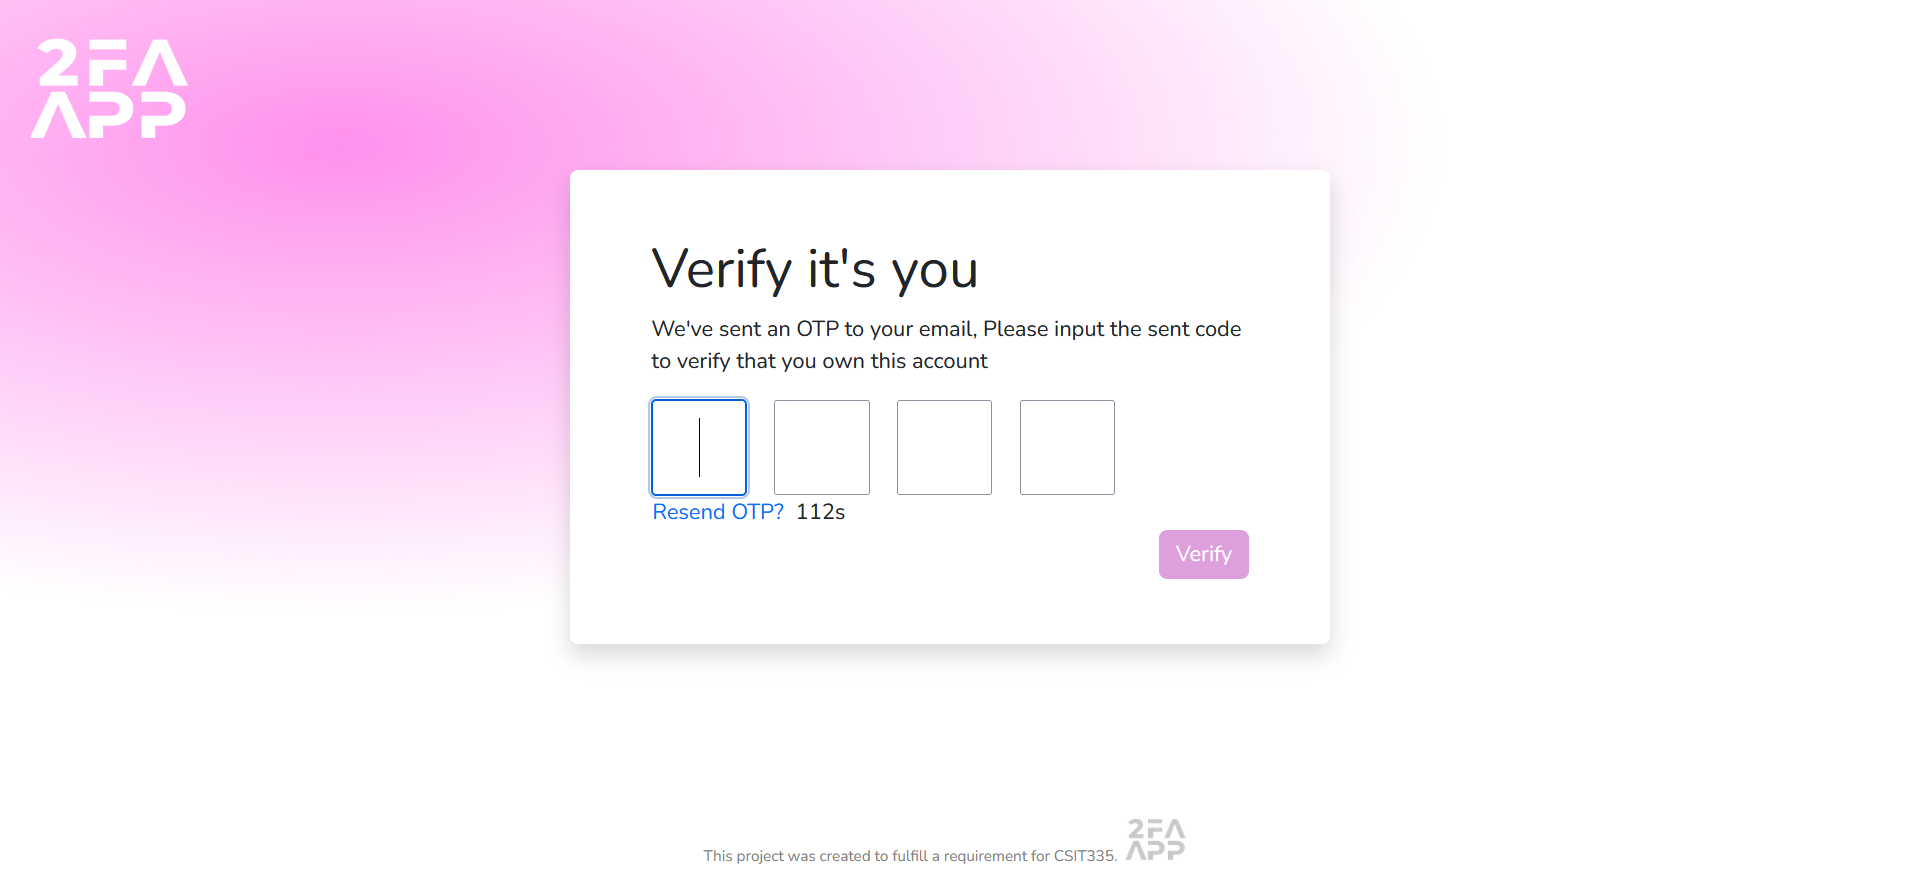 2FA
APP
Verify it's you
We've sent an OTP to your email, Please input the sent code
to verify that you own this account
Resend OTP? 112s
Verify
This project was created to fulfill a requirement for CSIT335.
2FA
APP